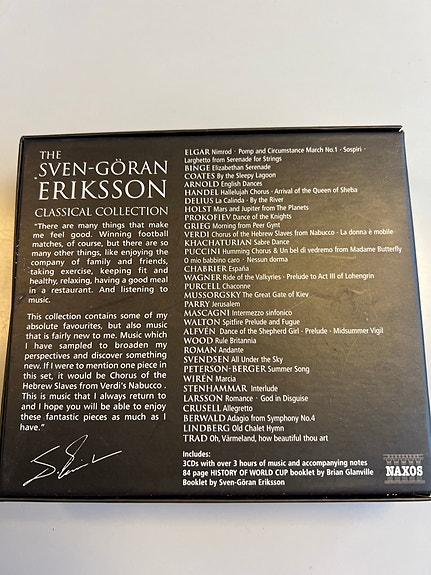 THE
SVEN-GÖRAN
ERIKSSON
CLASSICAL COLLECTION
"There are many things that make
me feel good. Winning football
matches, of course, but there are so
many other things, like enjoying the
company of family and friends,
taking exercise, keeping fit and
healthy, relaxing, having a good meal
in a restaurant. And listening to
music.
This collection contains some of my
absolute favourites, but also music
that is fairly new to me. Music which
I have sampled to broaden my
perspectives and discover something
new. If I were to mention one piece in
this set, it would be Chorus of the
Hebrew Slaves from Verdi's Nabucco .
This is music that I always return to
and I hope you will be able to enjoy
these fantastic pieces as much as I
have."
ELGAR Nimrod · Pomp and Circumstance March No.1 · Sospiri ·
Larghetto from Serenade for Strings
BINGE Elizabethan Serenade
COATES By the Sleepy Lagoon
ARNOLD English Dances
HANDEL Hallelujah Chorus · Arrival of the Queen of Sheba
DELIUS La Calinda · By the River
HOLST Mars and Jupiter from The Planets
PROKOFIEV Dance of the Knights
GRIEG Morning from Peer Gynt
VERDI Chorus of the Hebrew Slaves from Nabucco · La donna è mobile
KHACHATURIAN Sabre Dance
PUCCINI Humming Chorus & Un bel di vedremo from Madame Butterfly
O mio babbino caro · Nessun dorma
CHABRIER España
WAGNER Ride of the Valkyries · Prelude to Act III of Lohengrin
PURCELL Chaconne
MUSSORGSKY The Great Gate of Kiev
PARRY Jerusalem
MASCAGNI Intermezzo sinfonico
WALTON Spitfire Prelude and Fugue
ALFVÉN Dance of the Shepherd Girl · Prelude · Midsummer Vigil
WOOD Rule Britannia
ROMAN Andante
SVENDSEN All Under the Sky
PETERSON-BERGER Summer Song
WIRÉN Marcia
STENHAMMAR Interlude
LARSSON Romance · God in Disguise
CRUSELL Allegretto
BERWALD Adagio from Symphony No.4
LINDBERG Old Chalet Hymn
TRAD Oh, Värmeland, how beautiful thou art
Includes:
3CDs with over 3 hours of music and accompanying notes
84 page HISTORY OF WORLD CUP booklet by Brian Glanville
Booklet by Sven-Göran Eriksson
NAXOS